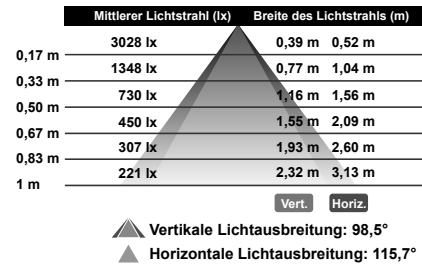 Mittlerer Lichtstrahl (lx) Breite des Lichtstrahls (m)
3028 lx 0,39 m 0,52 m
0,17 m
1348 lx 0,77 m 1,04 m
0,33 m
730 lx 1,16 m 1,56 m
0,50 m
450 lx 1,55 m 2,09 m
0,67 m
307 lx 1,93 m 2,60 m
0,83 m
221 lx 2,32 m 3,13 m
1 m
Vert. Horiz.
Vertikale Lichtausbreitung: 98,5°
Horizontale Lichtausbreitung: 115,7°